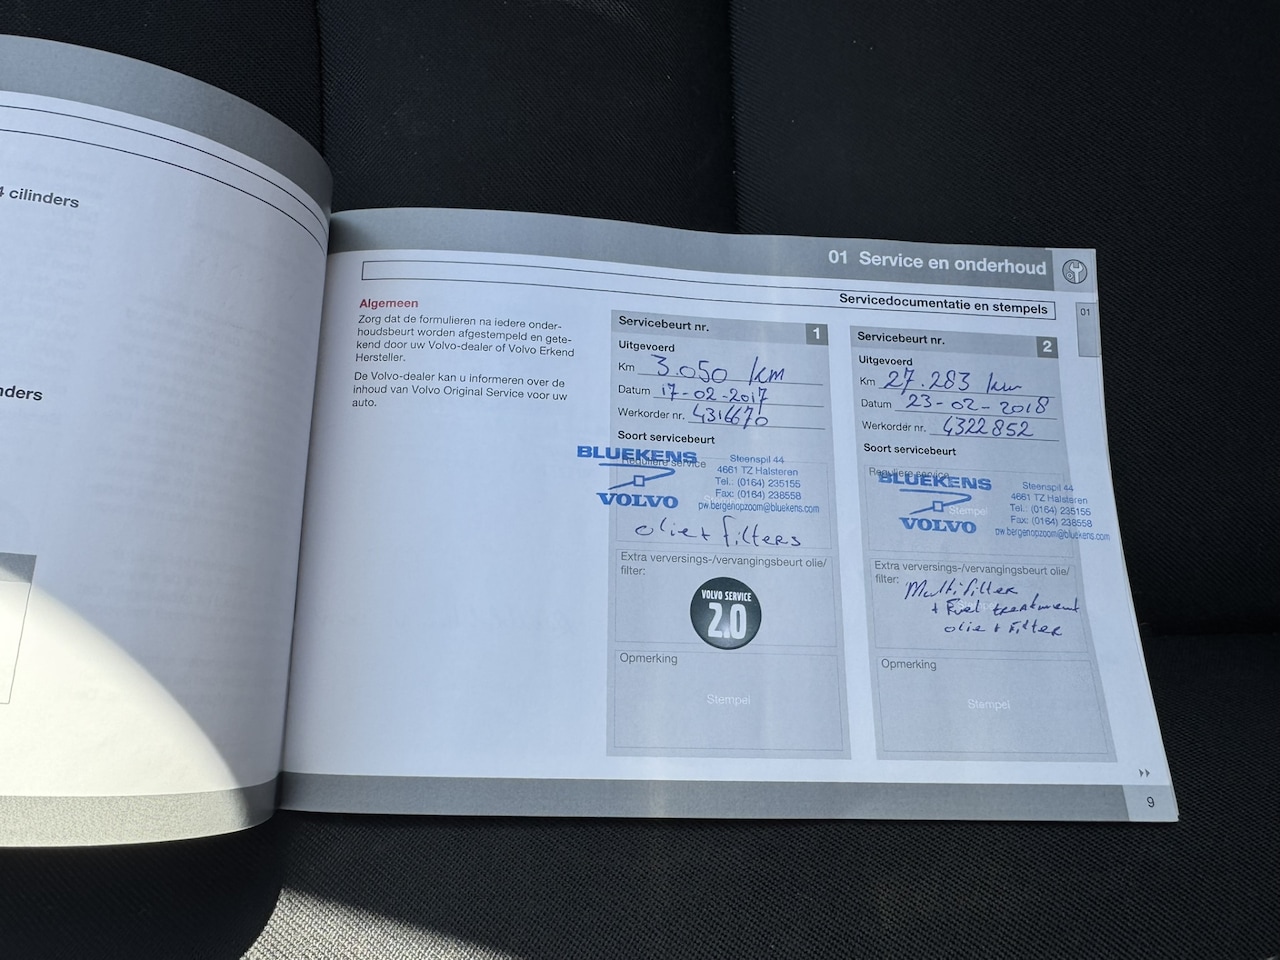 4 cilinders
nders
01 Service en onderhoud
Servicedocumentatie en stempels
01
Algemeen
Zorg dat de formulieren na iedere onder-
houdsbeurt worden afgestempeld en gete-
kend door uw Volvo-dealer of Volvo Erkend
Hersteller.
De Volvo-dealer kan u informeren over de
inhoud van Volvo Original Service voor uw
auto.
Servicebeurt nr. 1
Uitgevoerd
Km 3.050 km
Datum 17-02-2017
Werkorder nr. 4316670
Soort servicebeurt
Reguliere service
BLUEKENS
VOLVO
Steenspil 44
4661 TZ Halsteren
Tel.: (0164) 235155
Fax: (0164) 238558
pw.bergenopzoom@bluekens.com
olie + filters
Extra verversings-/vervangingsbeurt olie/
filter:
VOLVO SERVICE
2.0
Opmerking
Stempel
Servicebeurt nr. 2
Uitgevoerd
Km 27.283 km
Datum 23-02-2018
Werkorder nr. 4322852
Soort servicebeurt
Reguliere service
BLUEKENS
Stempel
VOLVO
Steenspil 44
4661 TZ Halsteren
Tel.: (0164) 235155
Fax: (0164) 238558
pw.bergenopzoom@bluekens.com
Extra verversings-/vervangingsbeurt olie/
filter:
Multifilter
+ Fuel treatment
olie + Filter
Opmerking
Stempel
9